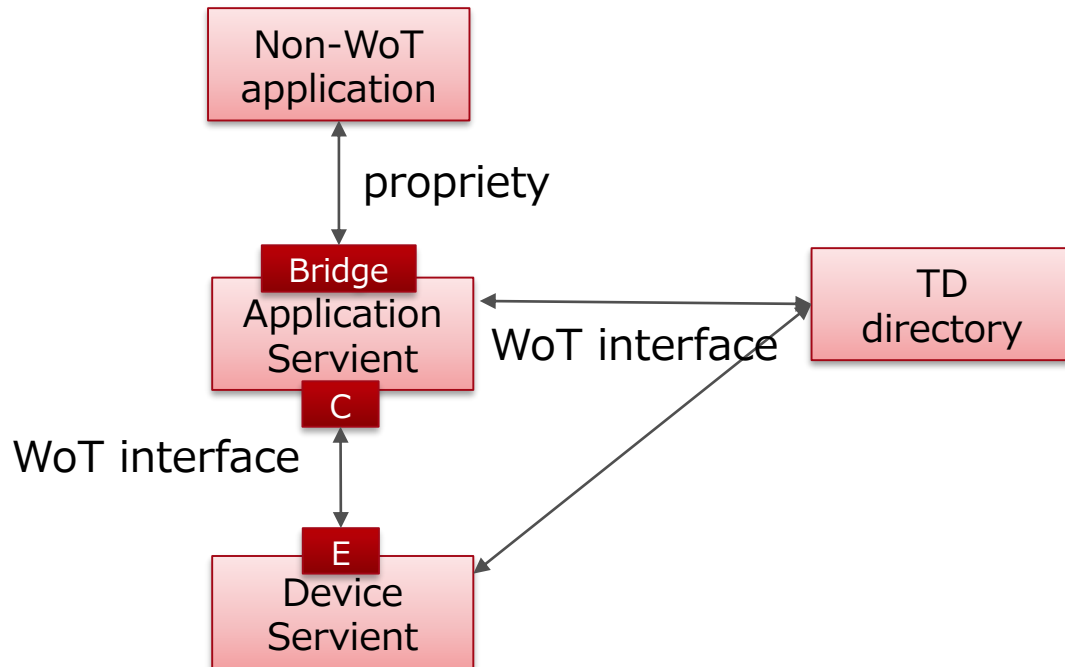 Non-WoT
application
propriety
Bridge
Application
Servient
TD
directory
WoT interface
C
WoT interface
E
Device
Servient